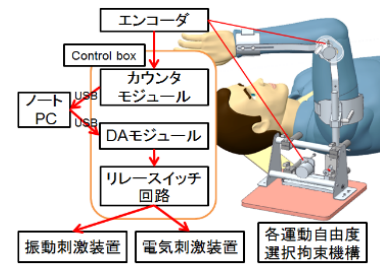 エンコーダ
Control box
カウンタ
モジュール
USB
ノート
PC
USB
DAモジュール
リレースイッチ
回路
振動刺激装置
電気刺激装置
各運動自由度
選択拘束機構